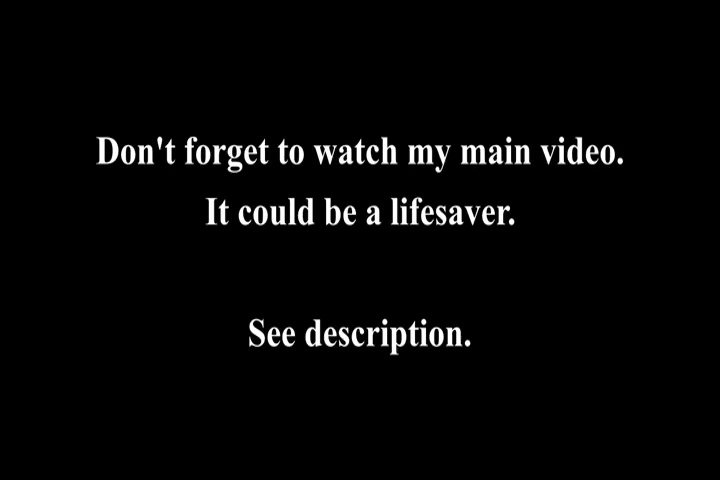 Don't forget to watch my main video.
It could be a lifesaver.
See description.